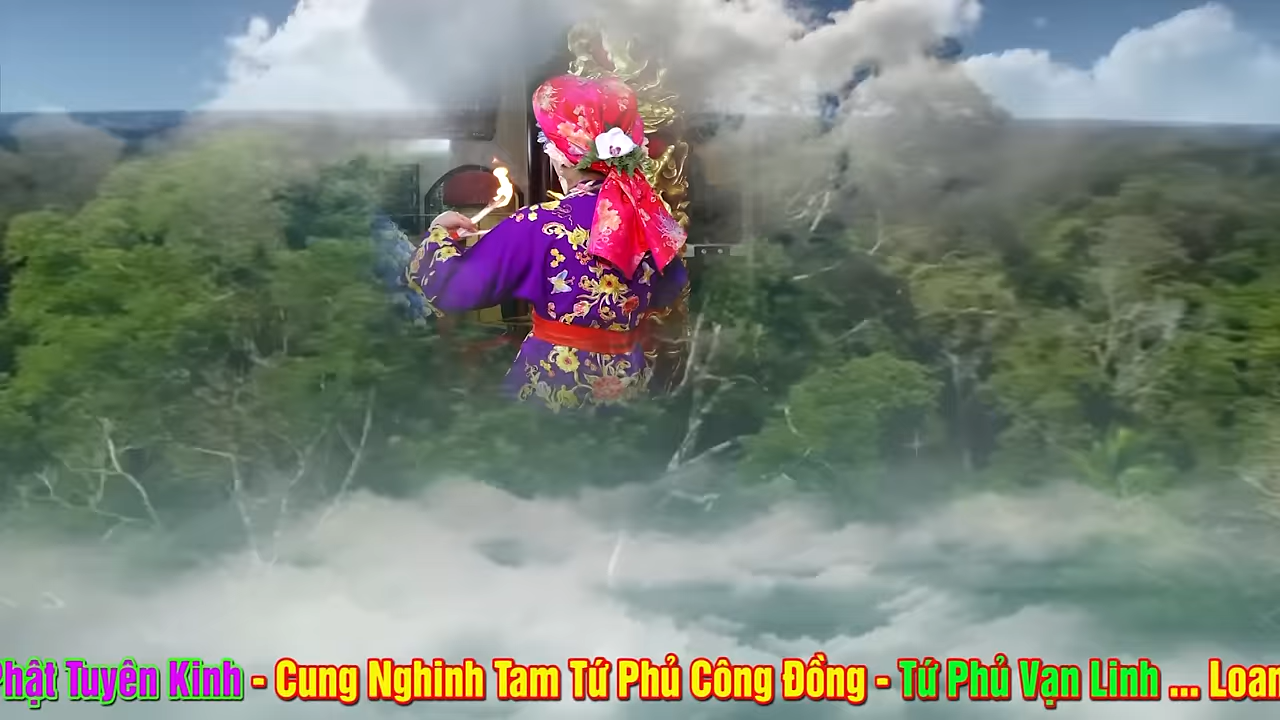 Phật Tuyên Kinh - Cung Nghinh Tam Tứ Phủ Công Đồng - Tứ Phủ Vạn Linh ... Loan